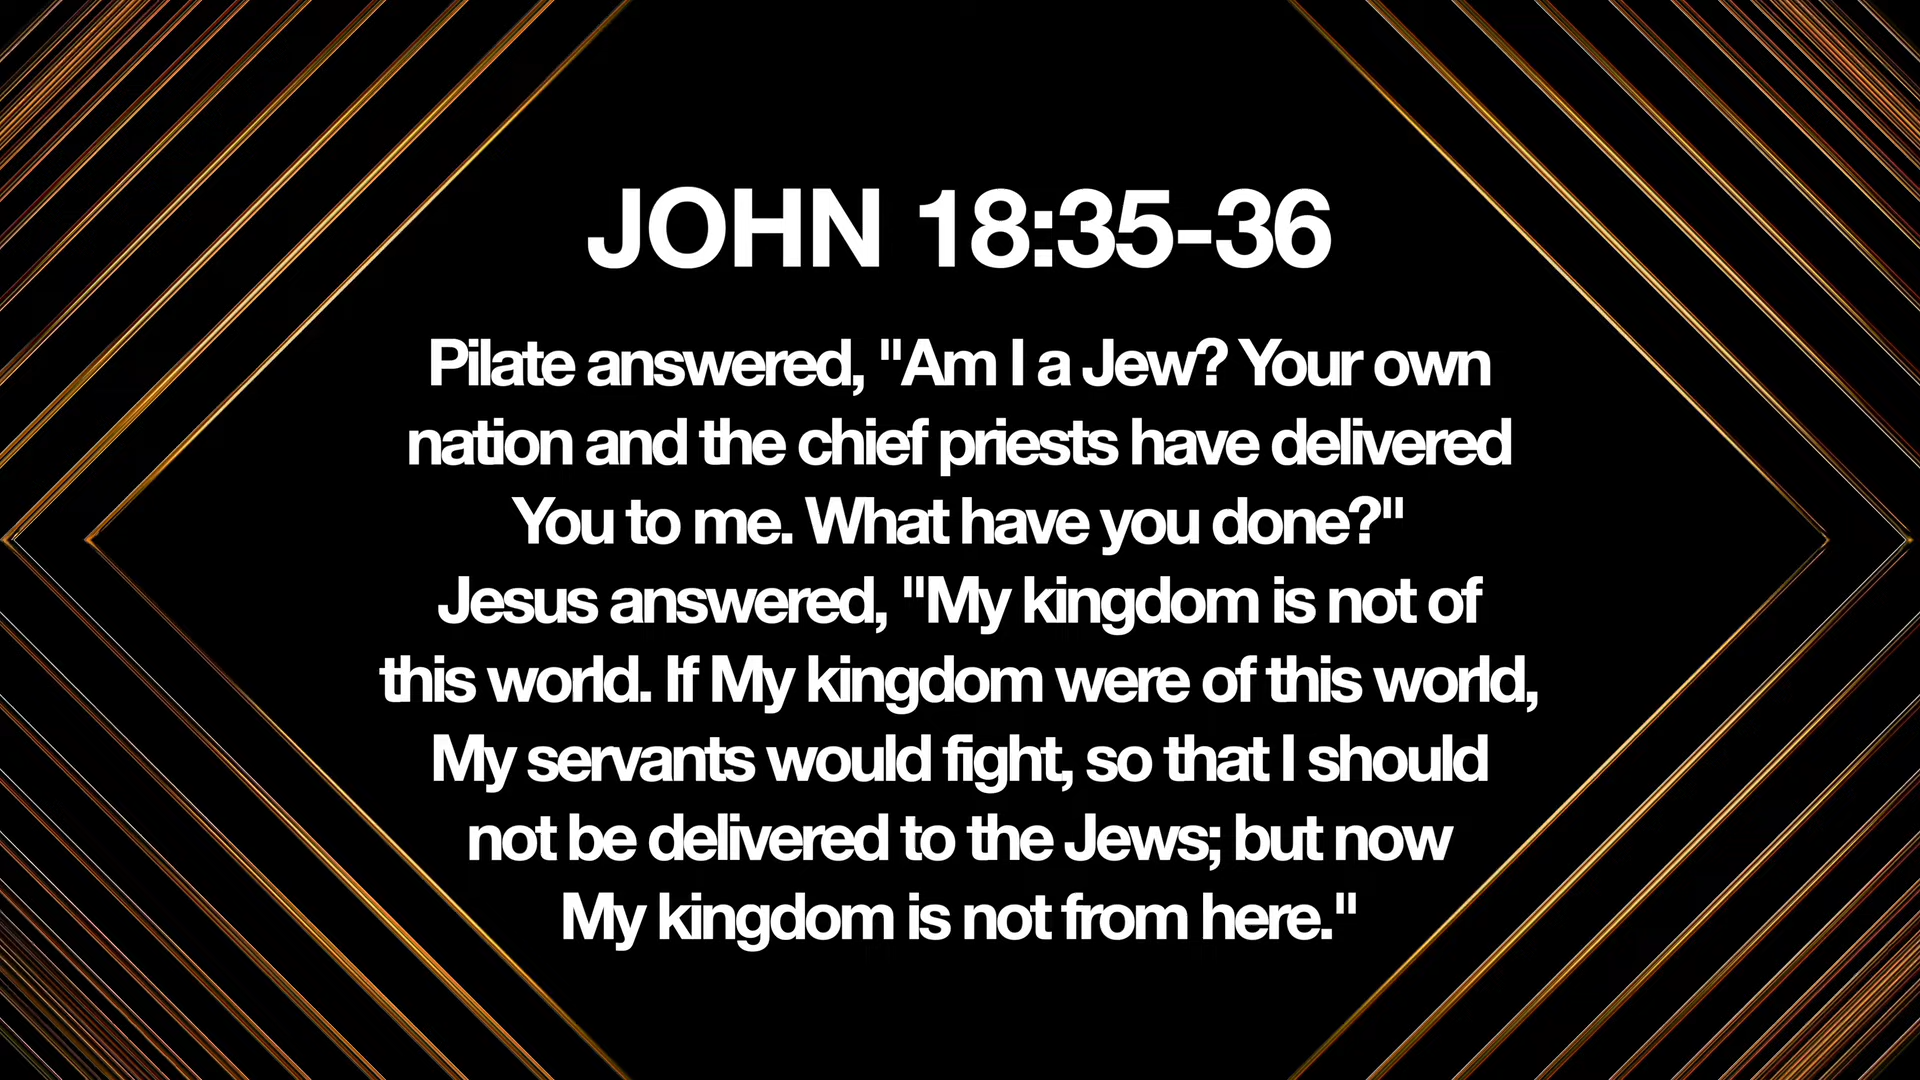 JOHN 18:35-36
Pilate answered, "Am I a Jew? Your own
nation and the chief priests have delivered
You to me. What have you done?"
Jesus answered, "My kingdom is not of
this world. If My kingdom were of this world,
My servants would fight, so that I should
not be delivered to the Jews; but now
My kingdom is not from here."